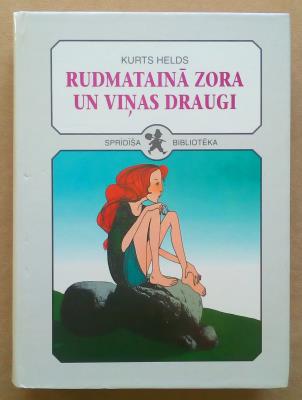 KURTS HELDS
RUDMATAINĀ ZORA
UN VIŅAS DRAUGI
SPRĪDĪŠA BIBLIOTĒKA